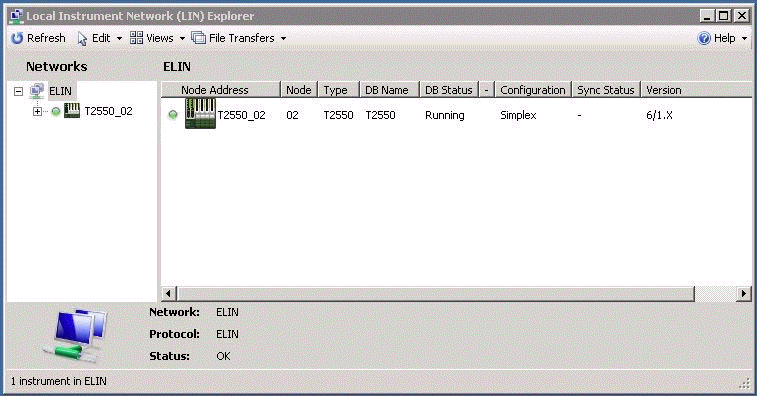 Local Instrument Network (LIN) Explorer
Refresh Edit Views File Transfers Help
Networks ELIN
Node Address Node Type DB Name DB Status - Configuration Sync Status Version
ELIN
T2550_02
T2550_02 02 T2550 T2550 Running Simplex - 6/1.X
Network: ELIN
Protocol: ELIN
Status: OK
1 instrument in ELIN